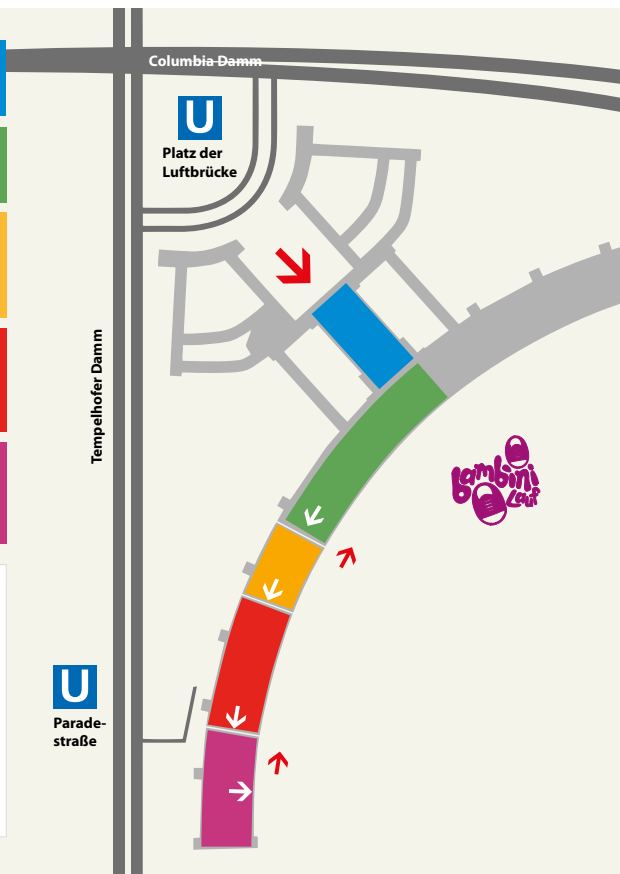 Columbia Damm
U
Platz der
Luftbrücke
Tempelhofer Damm
bambini
Lauf
U
Parade-
straße